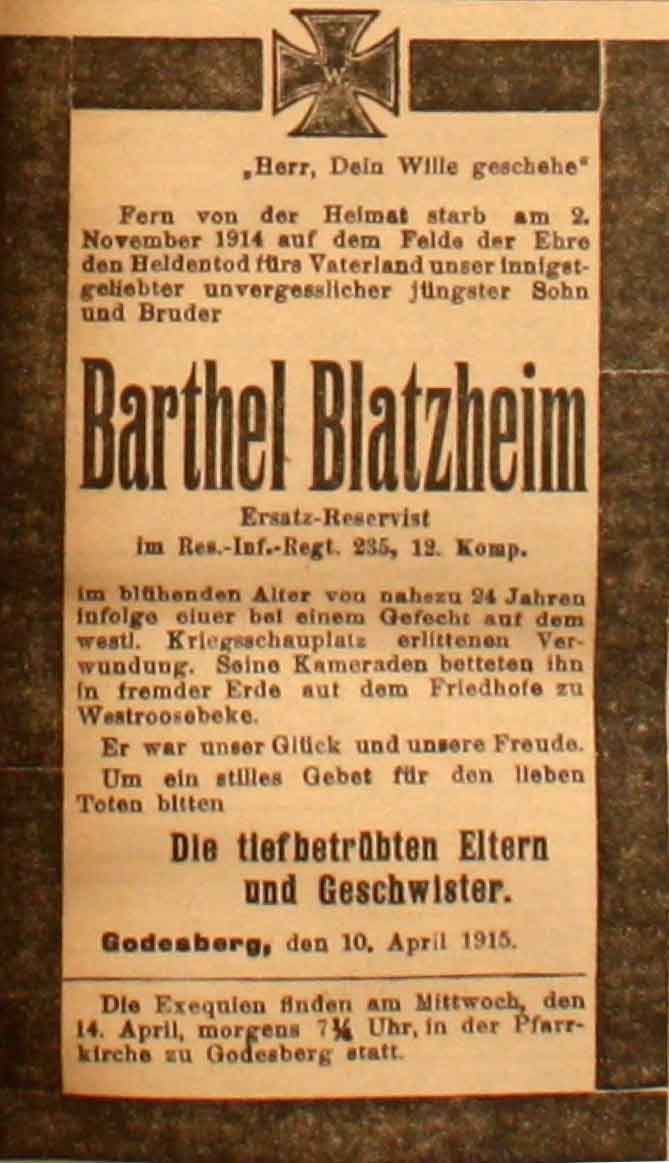 W
„Herr, Dein Wille geschehe“
Fern von der Heimat starb am 2.
November 1914 auf dem Felde der Ehre
den Heldentod fürs Vaterland unser innigst-
geliebter unvergesslicher jüngster Sohn
und Bruder
Barthel Blatzheim
Ersatz-Reservist
im Res.-Inf.-Regt. 235, 12. Komp.
im blühenden Alter von nahezu 24 Jahren
infolge einer bei einem Gefecht auf dem
westl. Kriegsschauplatz erlittenen Ver-
wundung. Seine Kameraden betteten ihn
in fremder Erde auf dem Friedhofe zu
Westroosebeke.
Er war unser Glück und unsere Freude.
Um ein stilles Gebet für den lieben
Toten bitten
Die tiefbetrübten Eltern
und Geschwister.
Godesberg, den 10. April 1915.
Die Exequien finden am Mittwoch, den
14. April, morgens Uhr, in der Pfarr-
kirche zu Godesberg statt.